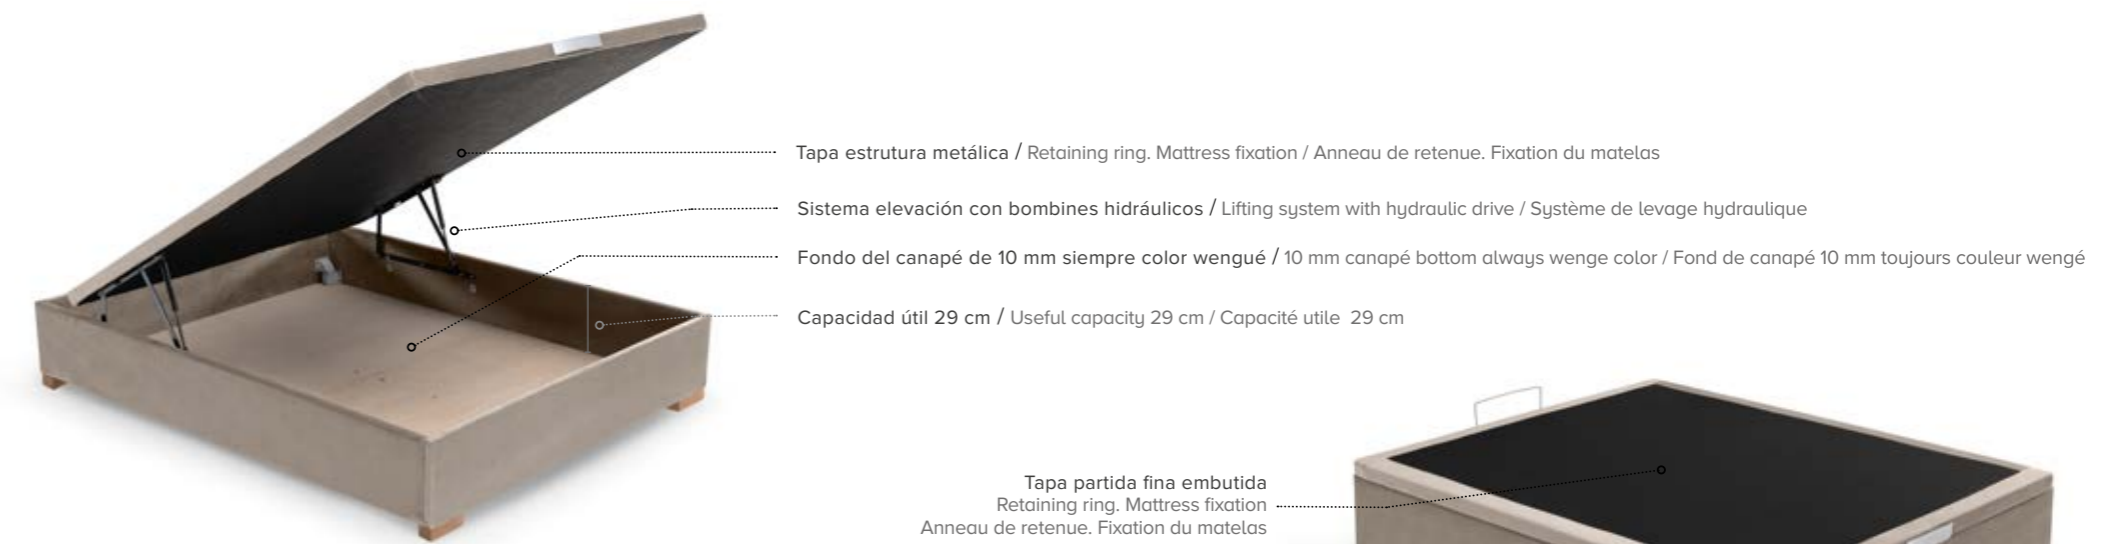 Tapa estrutura metálica / Retaining ring. Mattress fixation / Anneau de retenue. Fixation du matelas
Sistema elevación con bombines hidráulicos / Lifting system with hydraulic drive / Système de levage hydraulique
Fondo del canapé de 10 mm siempre color wengué / 10 mm canapé bottom always wenge color / Fond de canapé 10 mm toujours couleur wengé
Capacidad útil 29 cm / Useful capacity 29 cm / Capacité utile 29 cm
Tapa partida fina embutida
Retaining ring. Mattress fixation
Anneau de retenue. Fixation du matelas